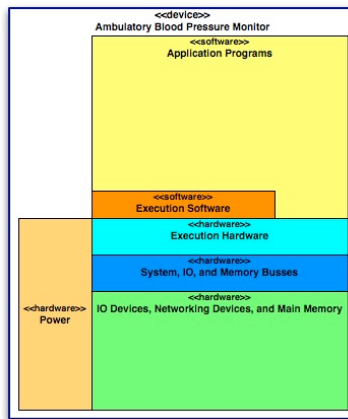 <<device>>
Ambulatory Blood Pressure Monitor
<<software>>
Application Programs
<<software>>
Execution Software
<<hardware>>
Execution Hardware
<<hardware>>
System, IO, and Memory Busses
<<hardware>>
Power
<<hardware>>
IO Devices, Networking Devices, and Main Memory